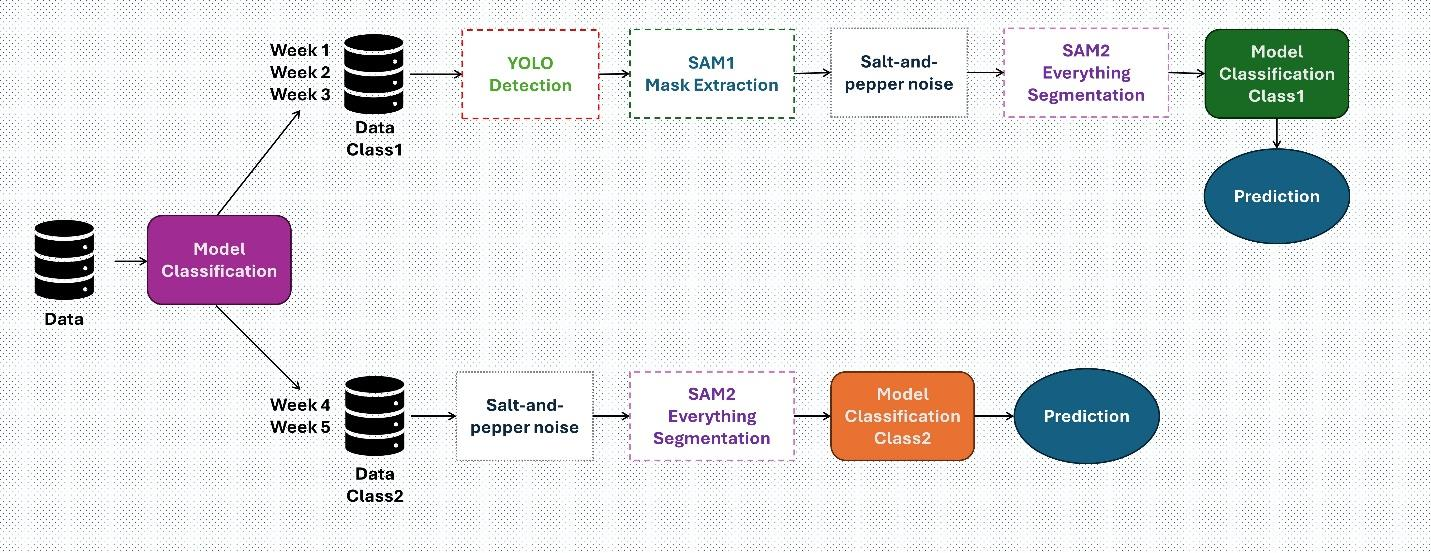 Week 1
Week 2
Week 3
Data
Class1
YOLO
Detection
SAM1
Mask Extraction
Salt-and-
pepper noise
SAM2
Everything
Segmentation
Model
Classification
Class1
Prediction
Data
Model
Classification
Week 4
Week 5
Data
Class2
Salt-and-
pepper noise
SAM2
Everything
Segmentation
Model
Classification
Class2
Prediction